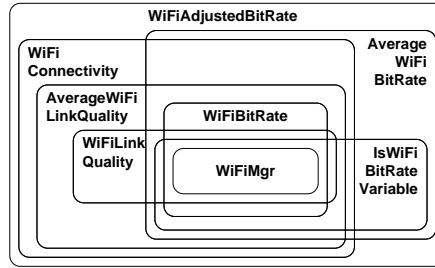 WiFiAdjustedBitRate
WiFi
Connectivity
Average
WiFi
BitRate
AverageWiFi
LinkQuality
WiFiBitRate
WiFiLink
Quality
WiFiMgr
IsWiFi
BitRate
Variable